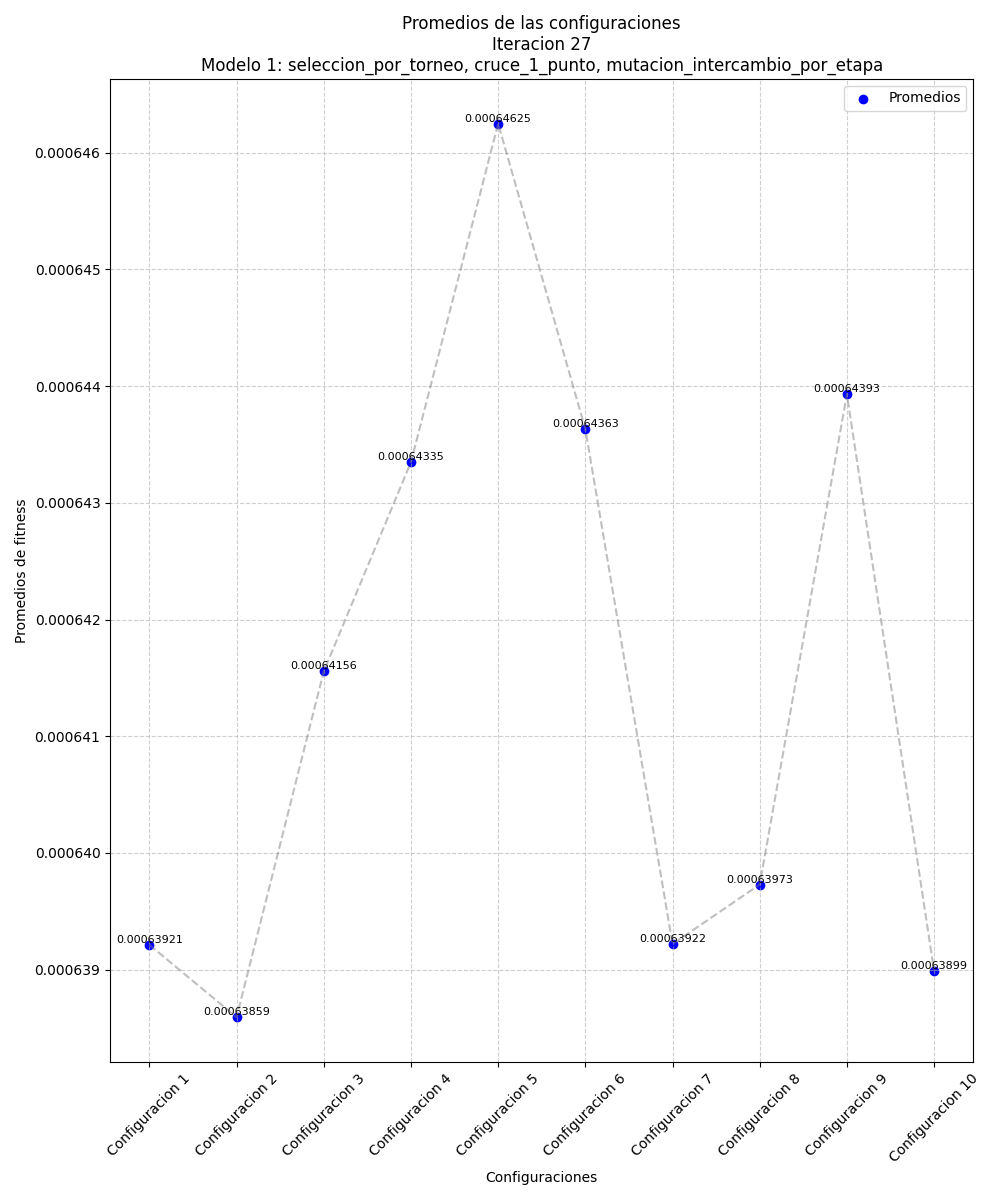 Promedios de las configuraciones
Iteracion 27
Modelo 1: seleccion_por_torneo, cruce_1_punto, mutacion_intercambio_por_etapa
Promedios
0.00064625
0.000646
0.000645
0.000644
0.00064393
0.00064363
0.00064335
0.000643
0.000642
0.00064156
0.000641
0.000640
0.00063973
0.00063921
0.00063922
0.00063899
0.000639
0.00063859
Promedios de fitness
Configuracion 1
Configuracion 2
Configuracion 3
Configuracion 4
Configuracion 5
Configuracion 6
Configuracion 7
Configuracion 8
Configuracion 9
Configuracion 10
Configuraciones